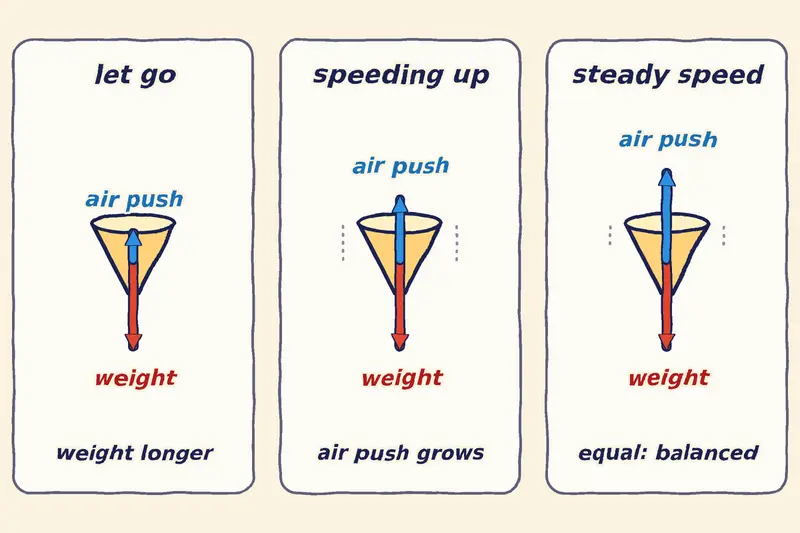 let go
air push
weight
weight longer
speeding up
air push
weight
air push grows
steady speed
air push
weight
equal: balanced